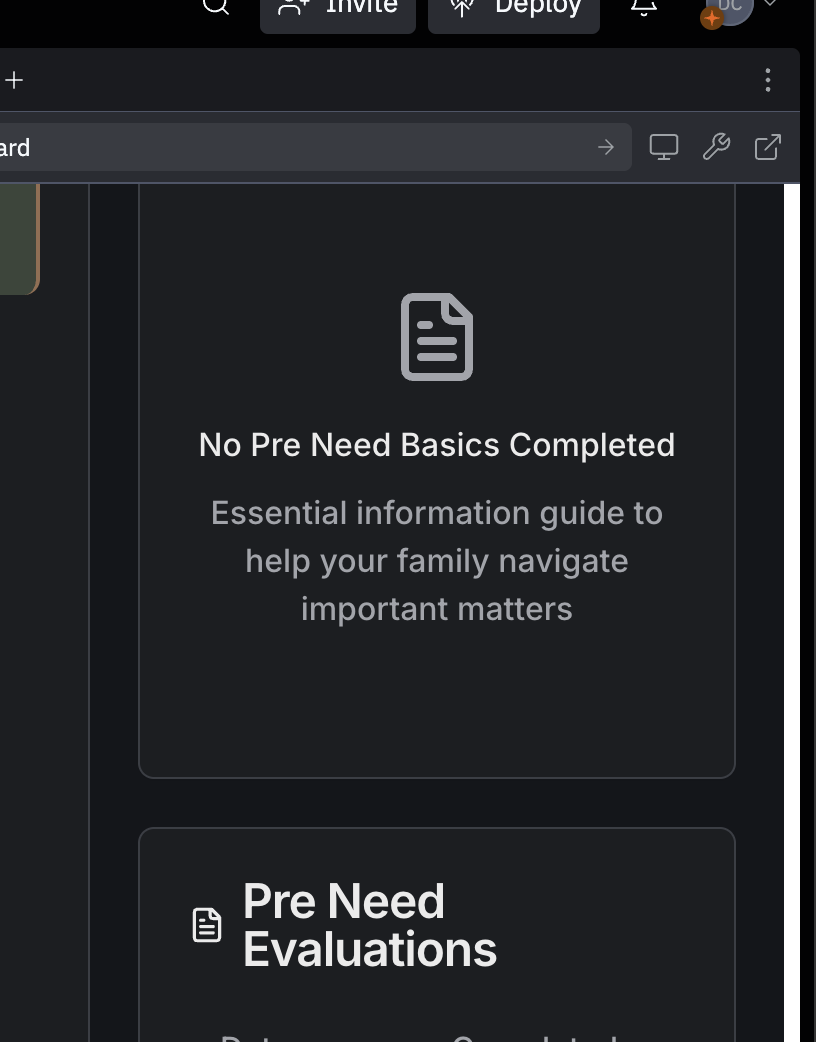 Invite
Deploy
DC
ard
No Pre Need Basics Completed
Essential information guide to
help your family navigate
important matters
Pre Need
Evaluations